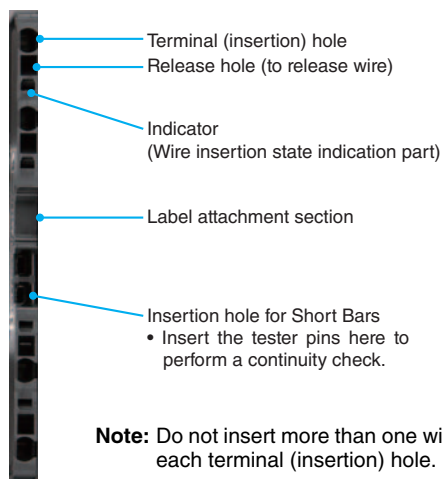 Terminal (insertion) hole
Release hole (to release wire)
Indicator
(Wire insertion state indication part)
Label attachment section
Insertion hole for Short Bars
• Insert the tester pins here to
perform a continuity check.
Note: Do not insert more than one
each terminal (insertion) hole.